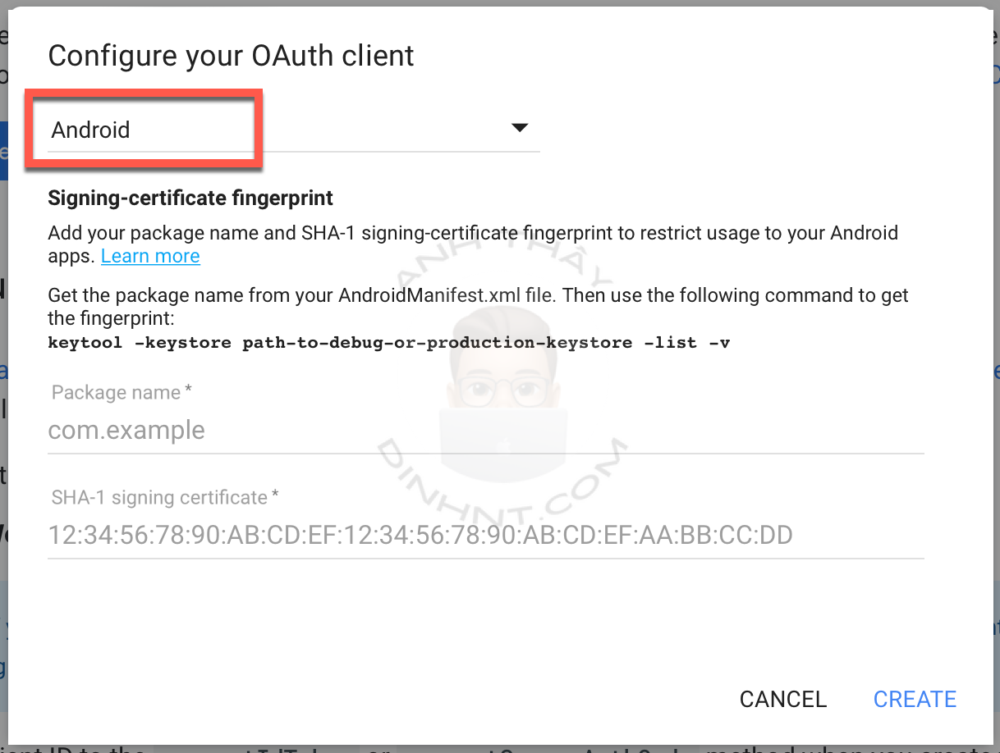 Configure your OAuth client
Android
Signing-certificate fingerprint
Add your package name and SHA-1 signing-certificate fingerprint to restrict usage to your Android
apps. Learn more
Get the package name from your AndroidManifest.xml file. Then use the following command to get
the fingerprint:
keytool -keystore path-to-debug-or-production-keystore -list -v
Package name *
com.example
SHA-1 signing certificate *
12:34:56:78:90:AB:CD:EF:12:34:56:78:90:AB:CD:EF:AA:BB:CC:DD
ANH THẦY
DINHNT.COM
CANCEL CREATE